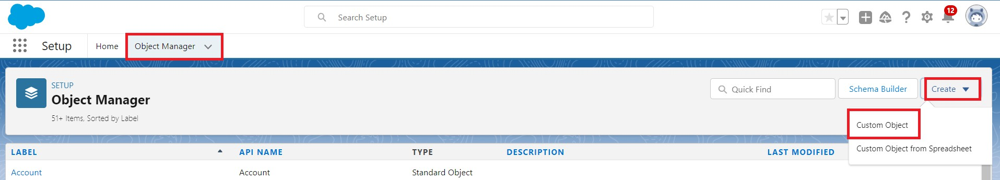 Search Setup
12
Setup Home Object Manager
SETUP
Object Manager
51+ Items, Sorted by Label
Quick Find Schema Builder Create
Custom Object
Custom Object from Spreadsheet
LABEL API NAME TYPE DESCRIPTION LAST MODIFIED
Account Account Standard Object